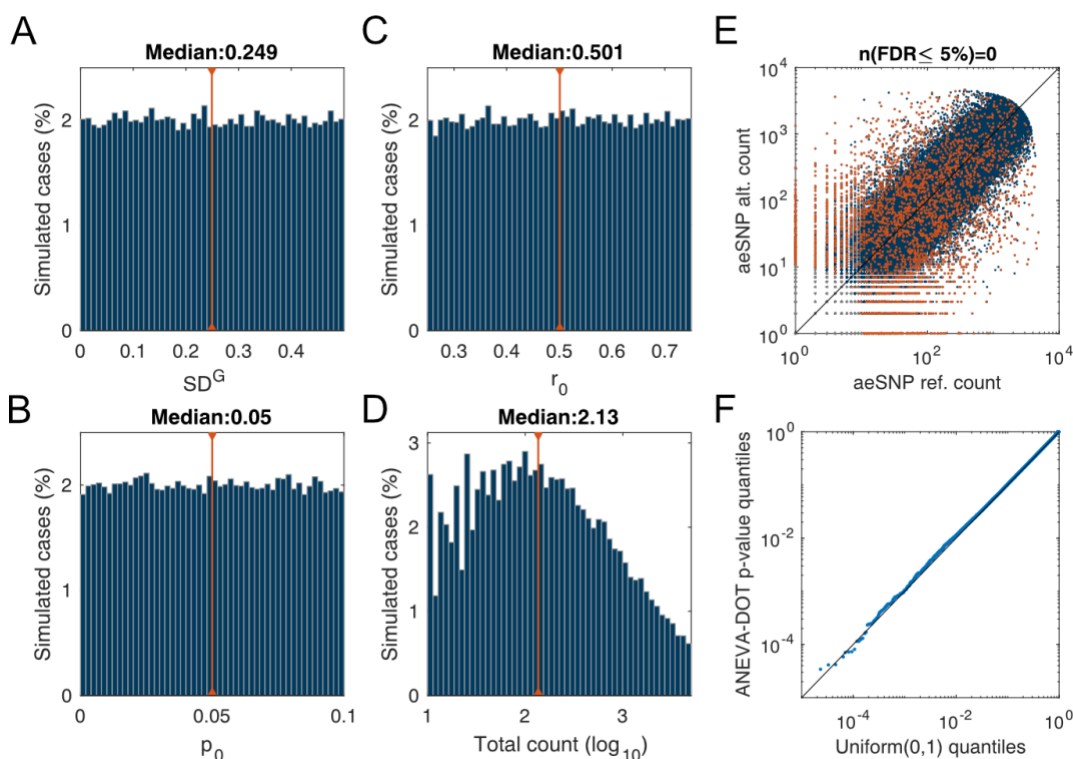 A
Median:0.249
Simulated cases (%)
2
1
0
0 0.1 0.2 0.3 0.4
SD^G
C
Median:0.501
Simulated cases (%)
2
1
0
0.3 0.4 0.5 0.6 0.7
r_0
E
n(FDR≤ 5%)=0
aeSNP alt. count
10^4
10^3
10^2
10^1
10^0
10^0 10^2 10^4
aeSNP ref. count
B
Median:0.05
Simulated cases (%)
2
1
0
0 0.05 0.1
p_0
D
Median:2.13
Simulated cases (%)
3
2
1
0
1 2 3
Total count (log_10)
F
ANEVA-DOT p-value quantiles
10^0
10^-2
10^-4
10^-4 10^-2 10^0
Uniform(0,1) quantiles